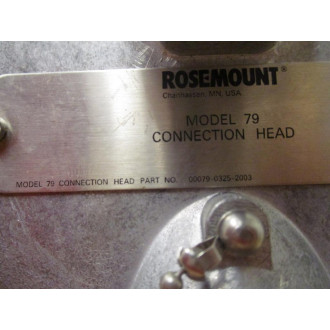 ROSEMOUNT®
Chanhassen, MN, USA
MODEL 79
CONNECTION HEAD
MODEL 79 CONNECTION HEAD PART NO. 00079-0325-2003